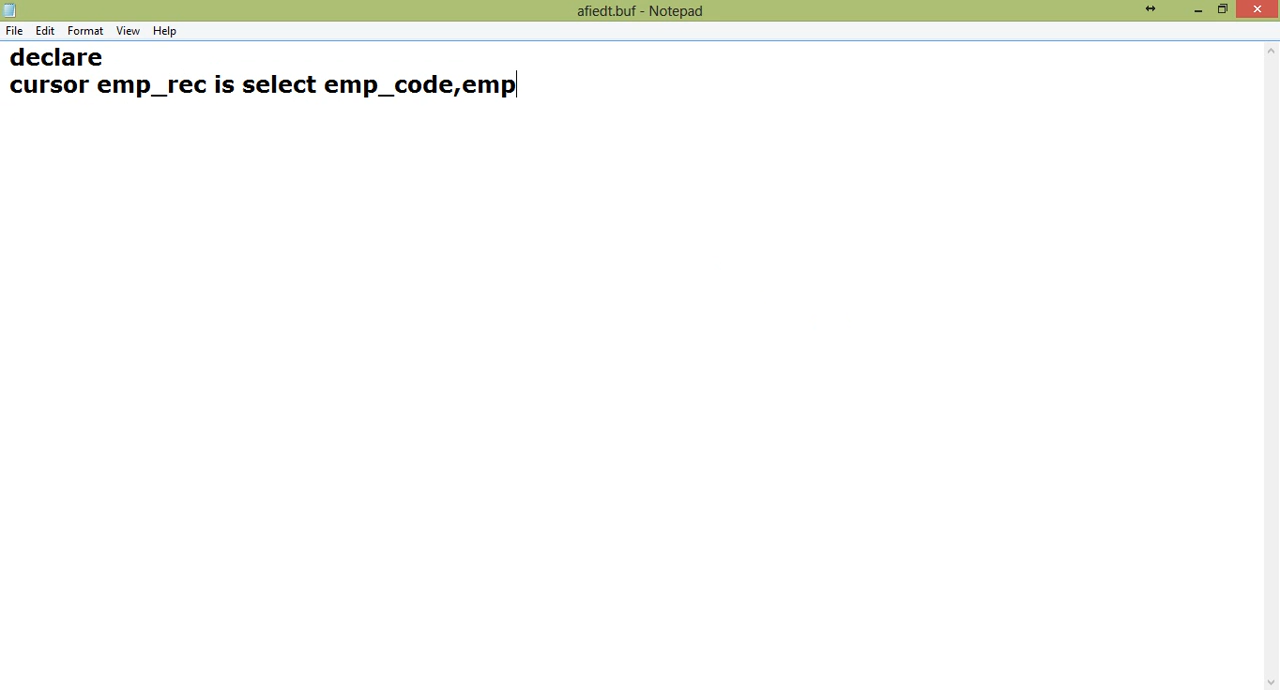 afiedt.buf - Notepad
File Edit Format View Help
declare
cursor emp_rec is select emp_code,emp